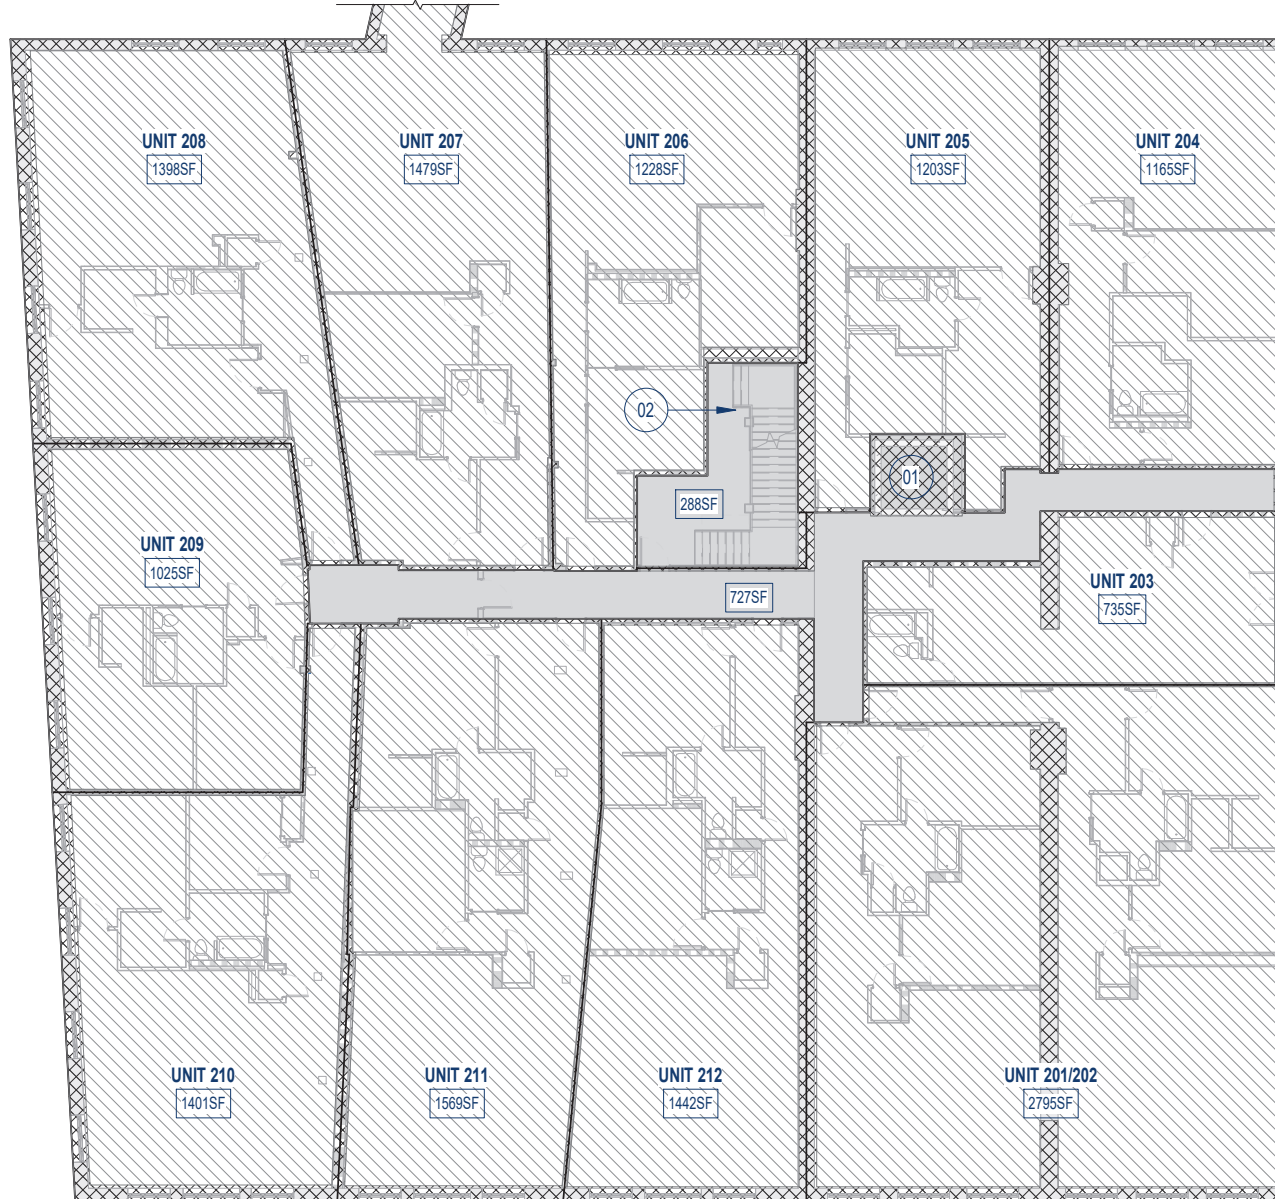 UNIT 208
1398SF
UNIT 207
1479SF
UNIT 206
1228SF
UNIT 205
1203SF
UNIT 204
1165SF
02
01
288SF
UNIT 209
1025SF
727SF
UNIT 203
735SF
UNIT 210
1401SF
UNIT 211
1569SF
UNIT 212
1442SF
UNIT 201/202
2795SF